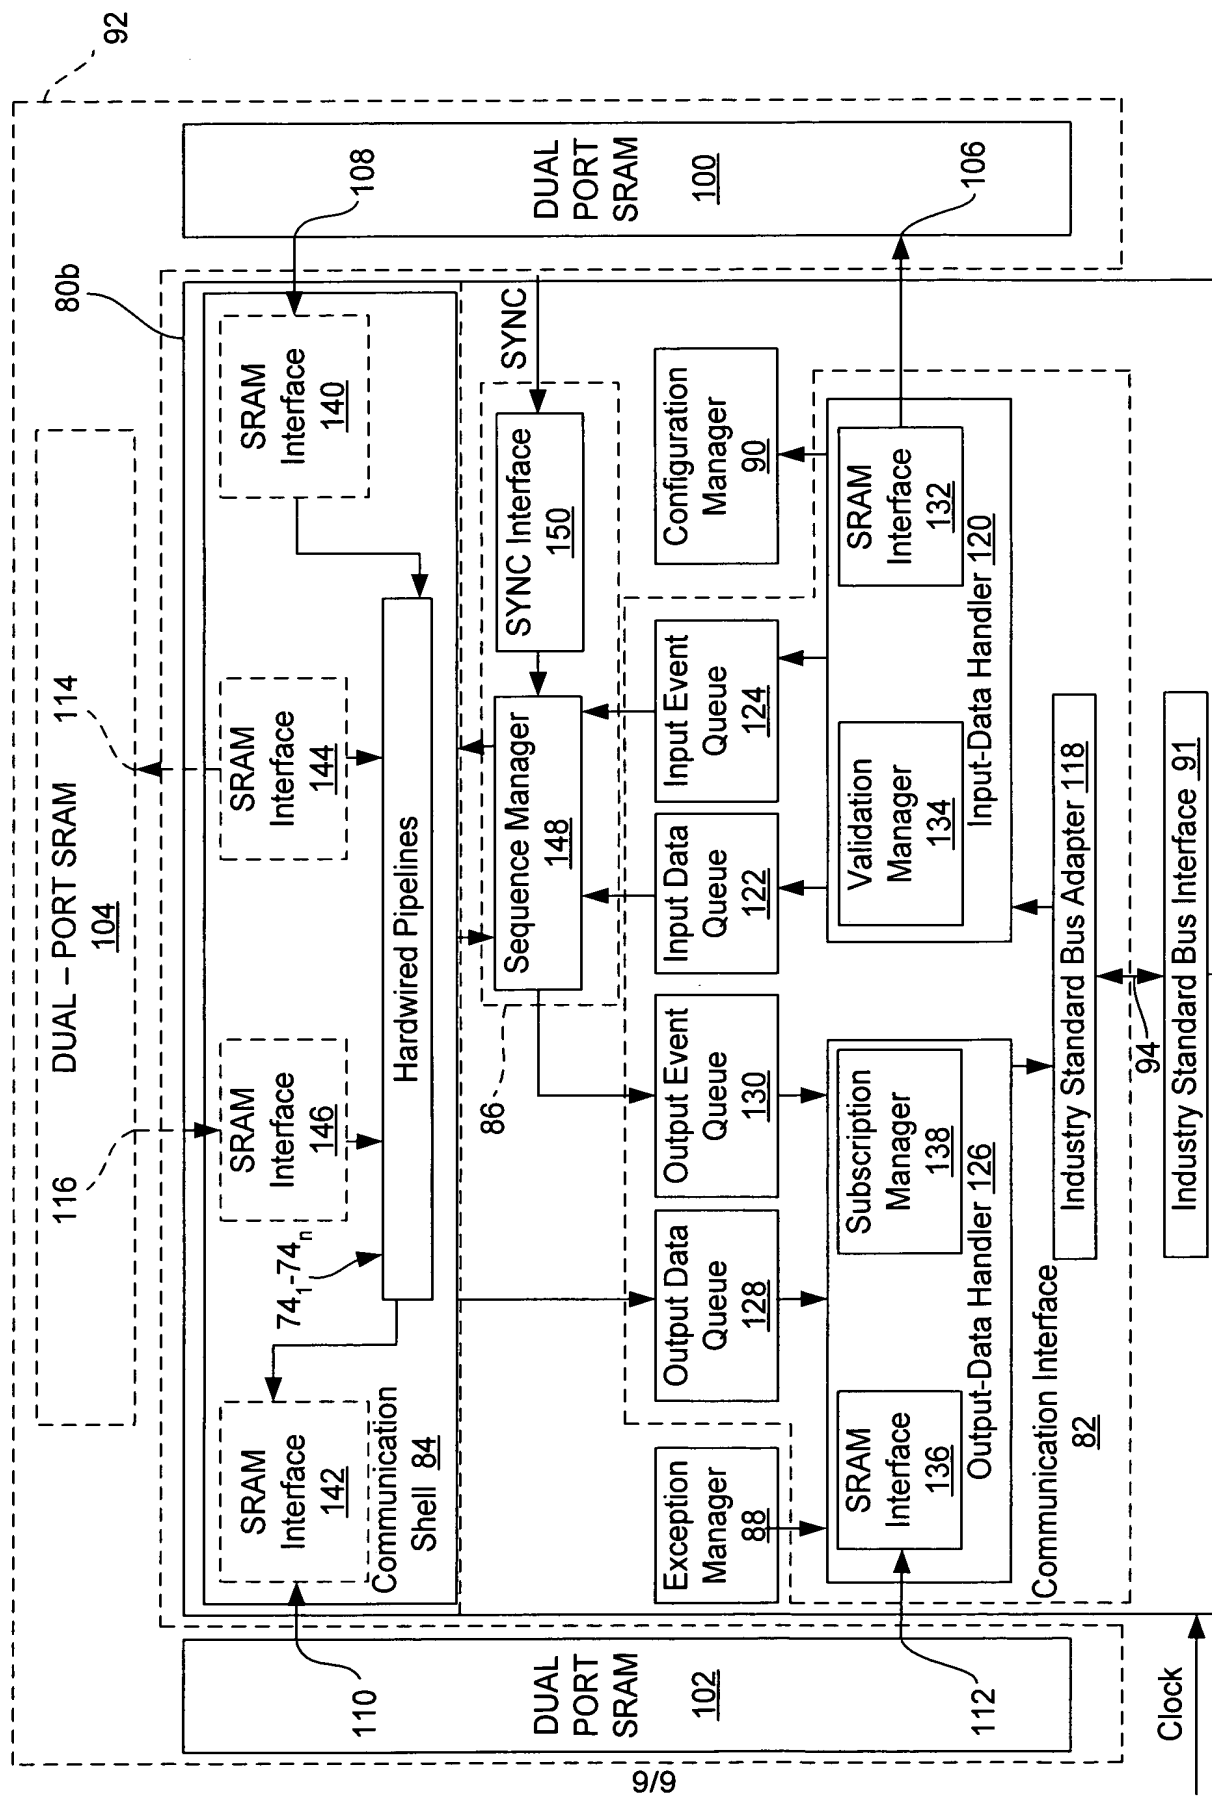 92
DUAL – PORT SRAM
104
80b
116
114
DUAL
PORT
SRAM
102
110
112
DUAL
PORT
SRAM
100
108
106
SRAM
Interface
142
SRAM
Interface
146
SRAM
Interface
144
SRAM
Interface
140
74₁-74ₙ
Hardwired Pipelines
Communication
Shell 84
86
Sequence Manager
148
SYNC Interface
150
SYNC
Exception
Manager
88
Output Data
Queue
128
Output Event
Queue
130
Input Data
Queue
122
Input Event
Queue
124
Configuration
Manager
90
SRAM
Interface
136
Subscription
Manager
138
Output-Data Handler 126
Validation
Manager
134
SRAM
Interface
132
Input-Data Handler 120
Communication Interface
82
Industry Standard Bus Adapter 118
94
Industry Standard Bus Interface 91
Clock
9/9